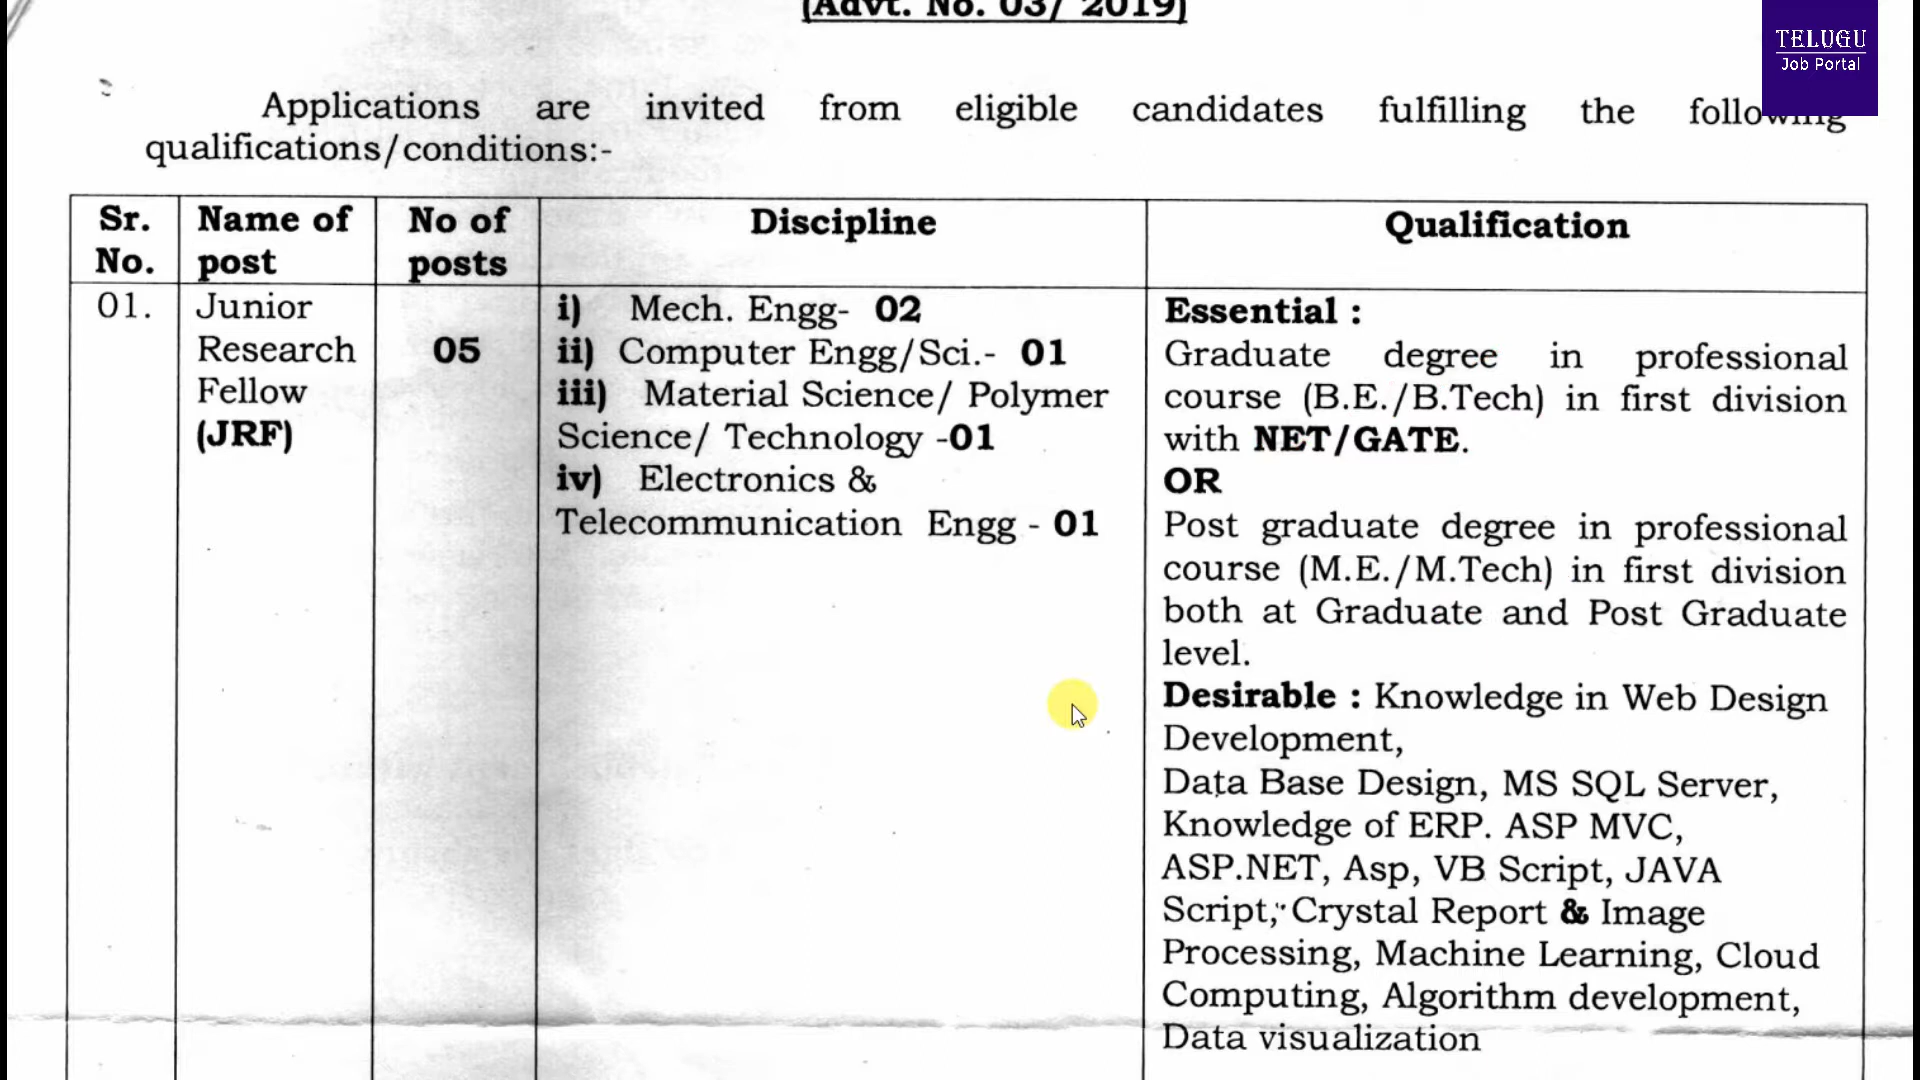 (Advt. No. 03/ 2019)
TELUGU
Job Portal
Applications are invited from eligible candidates fulfilling the following
qualifications/conditions:-
Sr. No.
Name of post
No of posts
Discipline
Qualification
01.
Junior
Research
Fellow
(JRF)
05
i) Mech. Engg- 02
ii) Computer Engg/Sci.- 01
iii) Material Science/ Polymer
Science/ Technology -01
iv) Electronics &
Telecommunication Engg - 01
Essential :
Graduate degree in professional
course (B.E./B.Tech) in first division
with NET/GATE.
OR
Post graduate degree in professional
course (M.E./M.Tech) in first division
both at Graduate and Post Graduate
level.
Desirable : Knowledge in Web Design
Development,
Data Base Design, MS SQL Server,
Knowledge of ERP. ASP MVC,
ASP.NET, Asp, VB Script, JAVA
Script, Crystal Report & Image
Processing, Machine Learning, Cloud
Computing, Algorithm development,
Data visualization